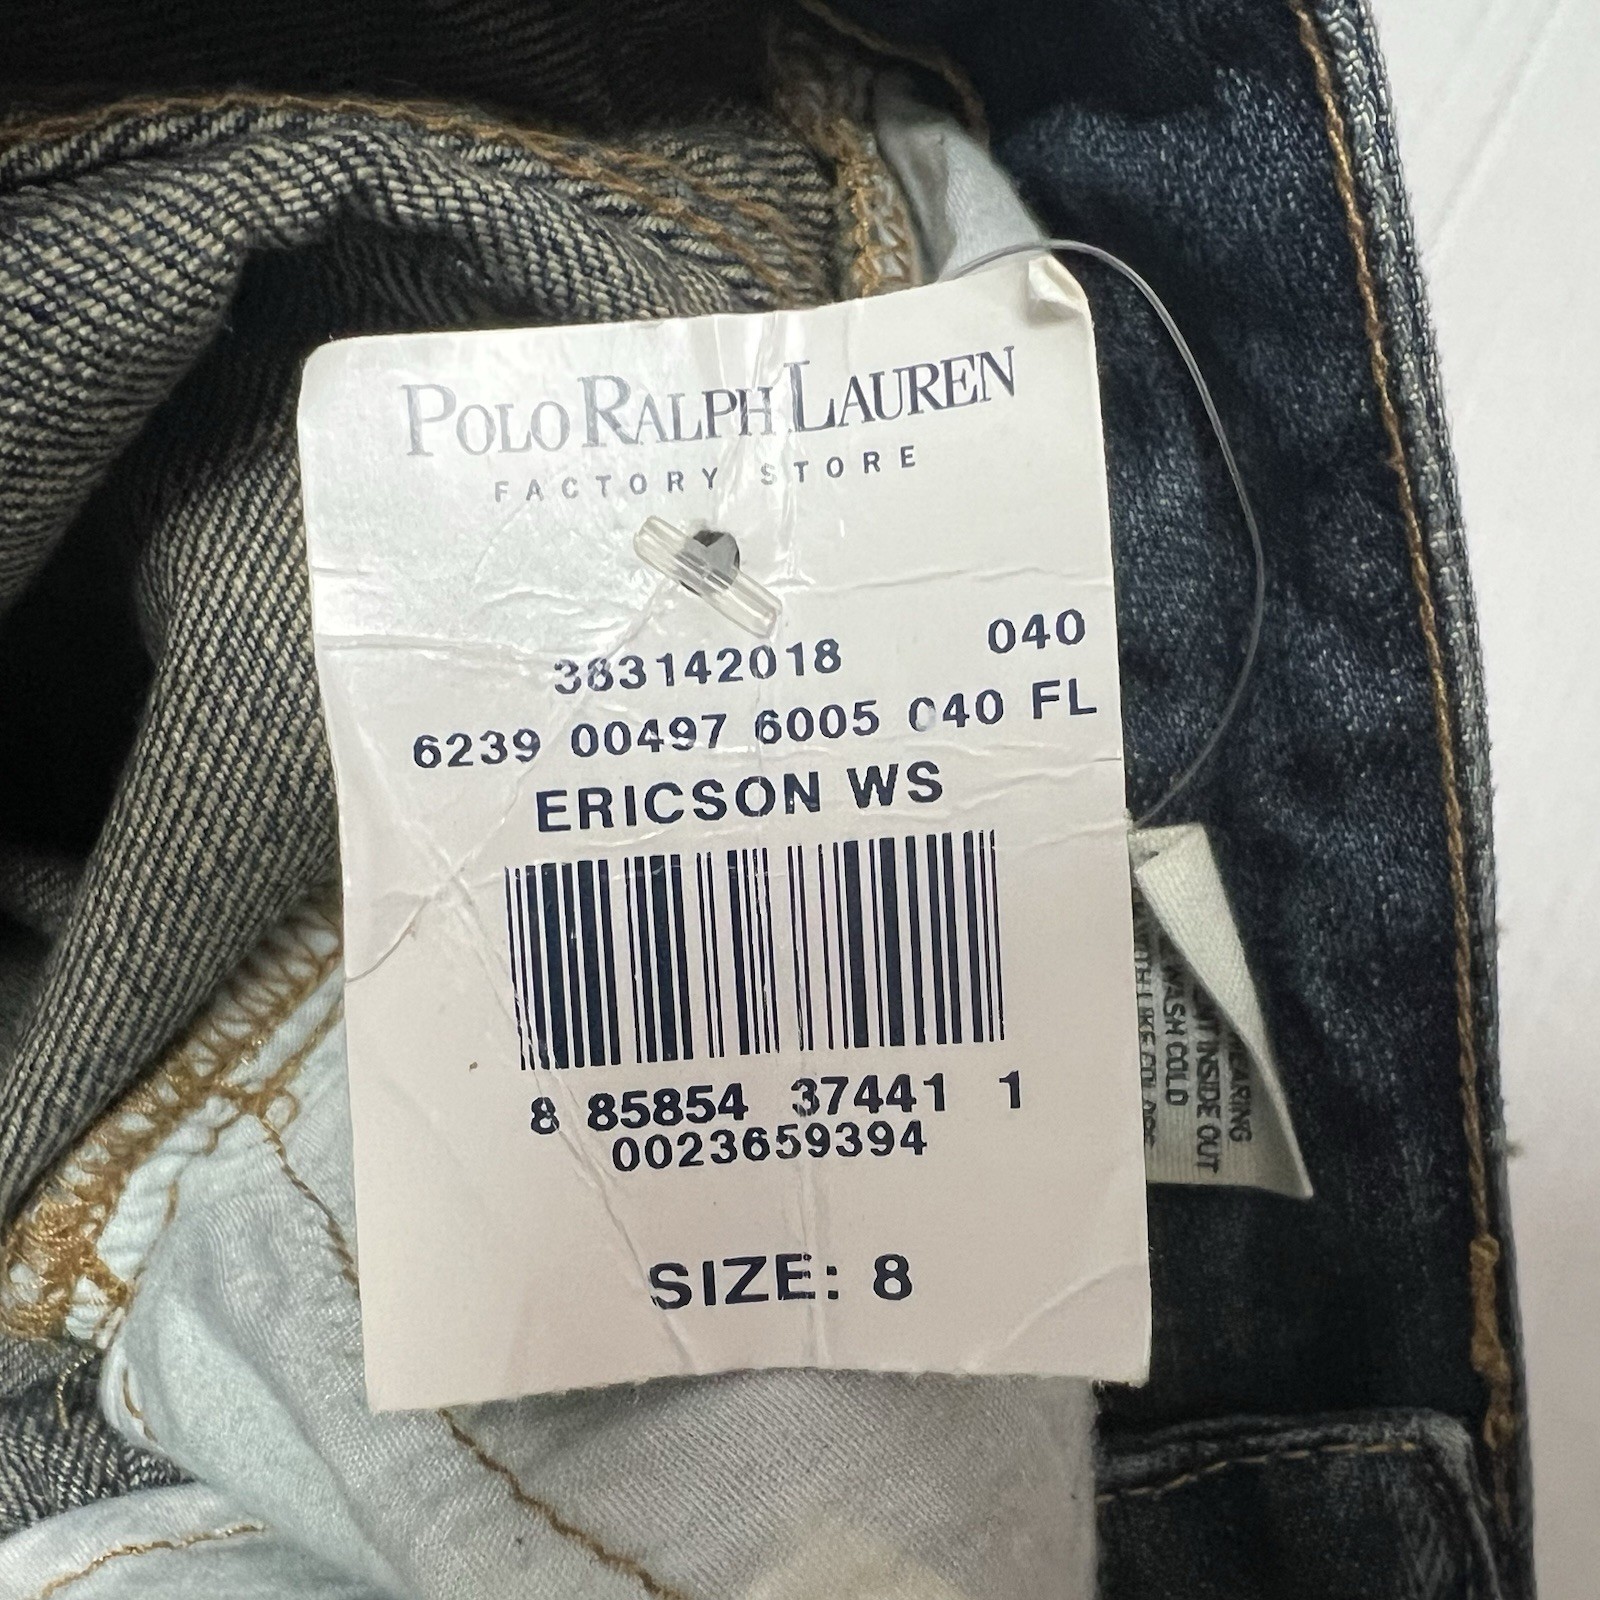 POLO RALPH LAUREN
FACTORY STORE
383142018 040
6239 00497 6005 040 FL
ERICSON WS
8 85854 37441 1
0023659394
SIZE: 8
INSIDE OUT
WASH COLD